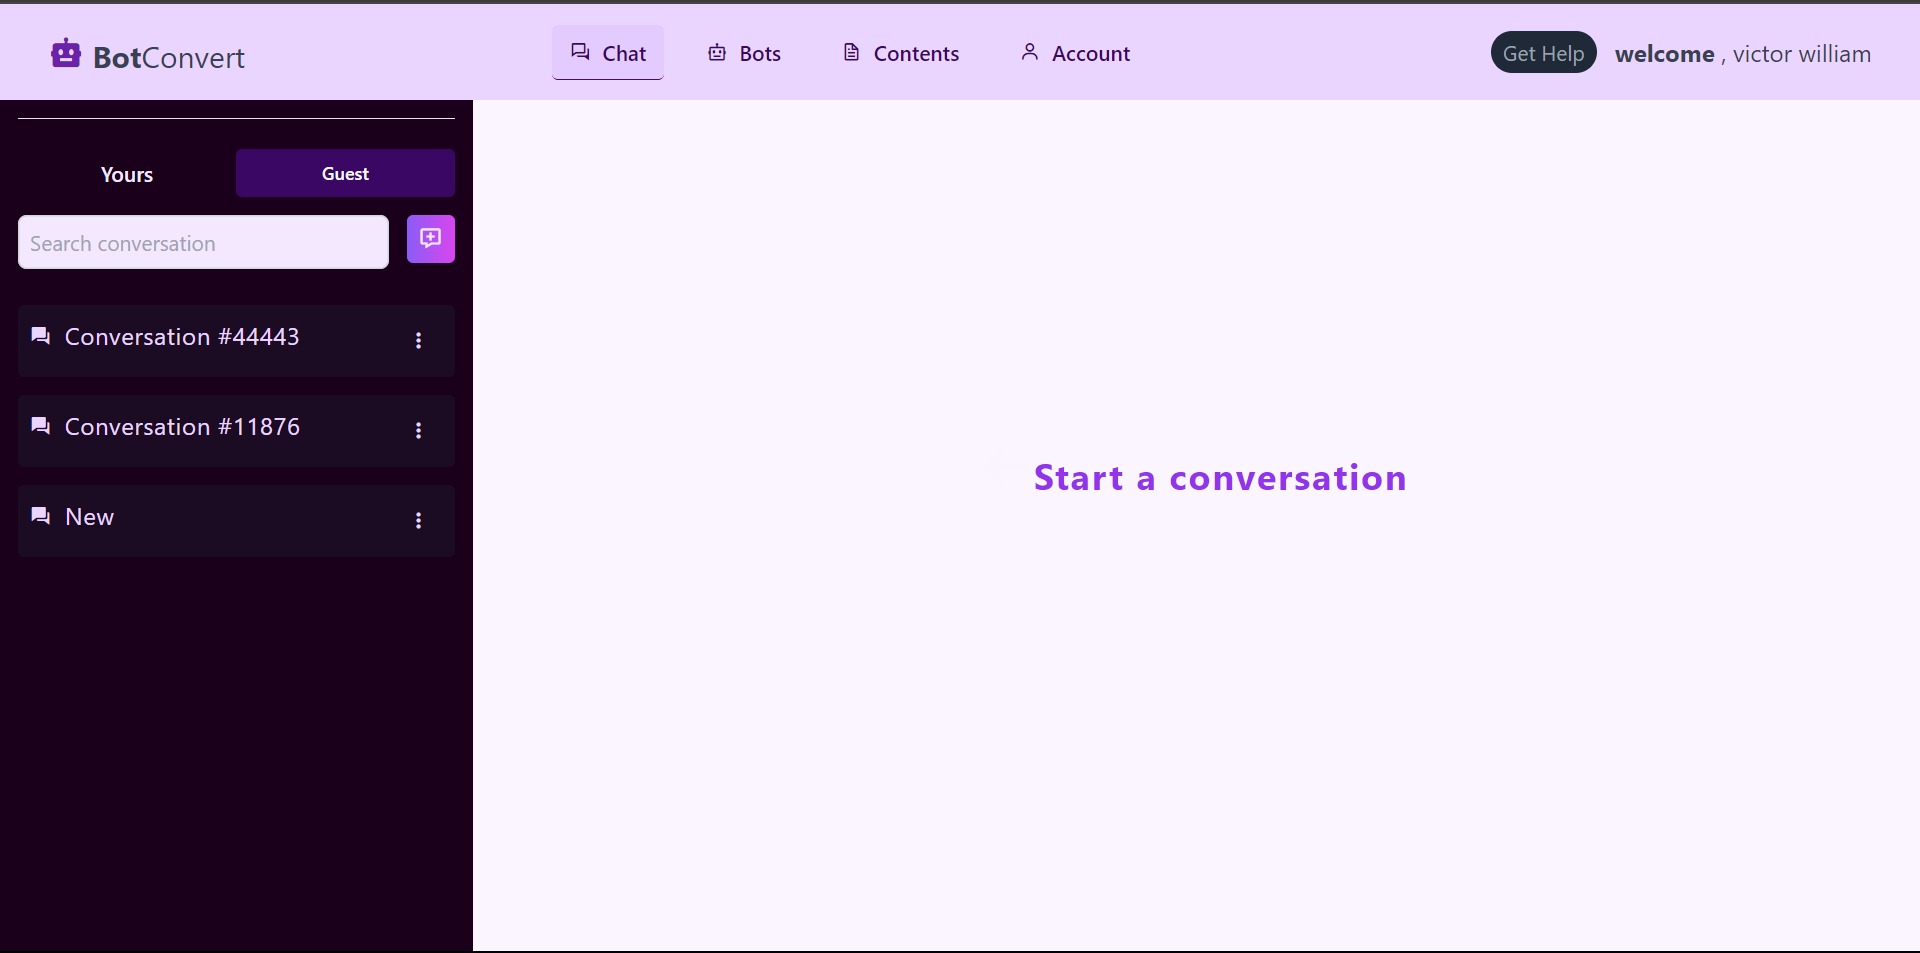 BotConvert
Chat
Bots
Contents
Account
Get Help
welcome , victor william
Yours
Guest
Search conversation
Conversation #44443
Conversation #11876
New
Start a conversation